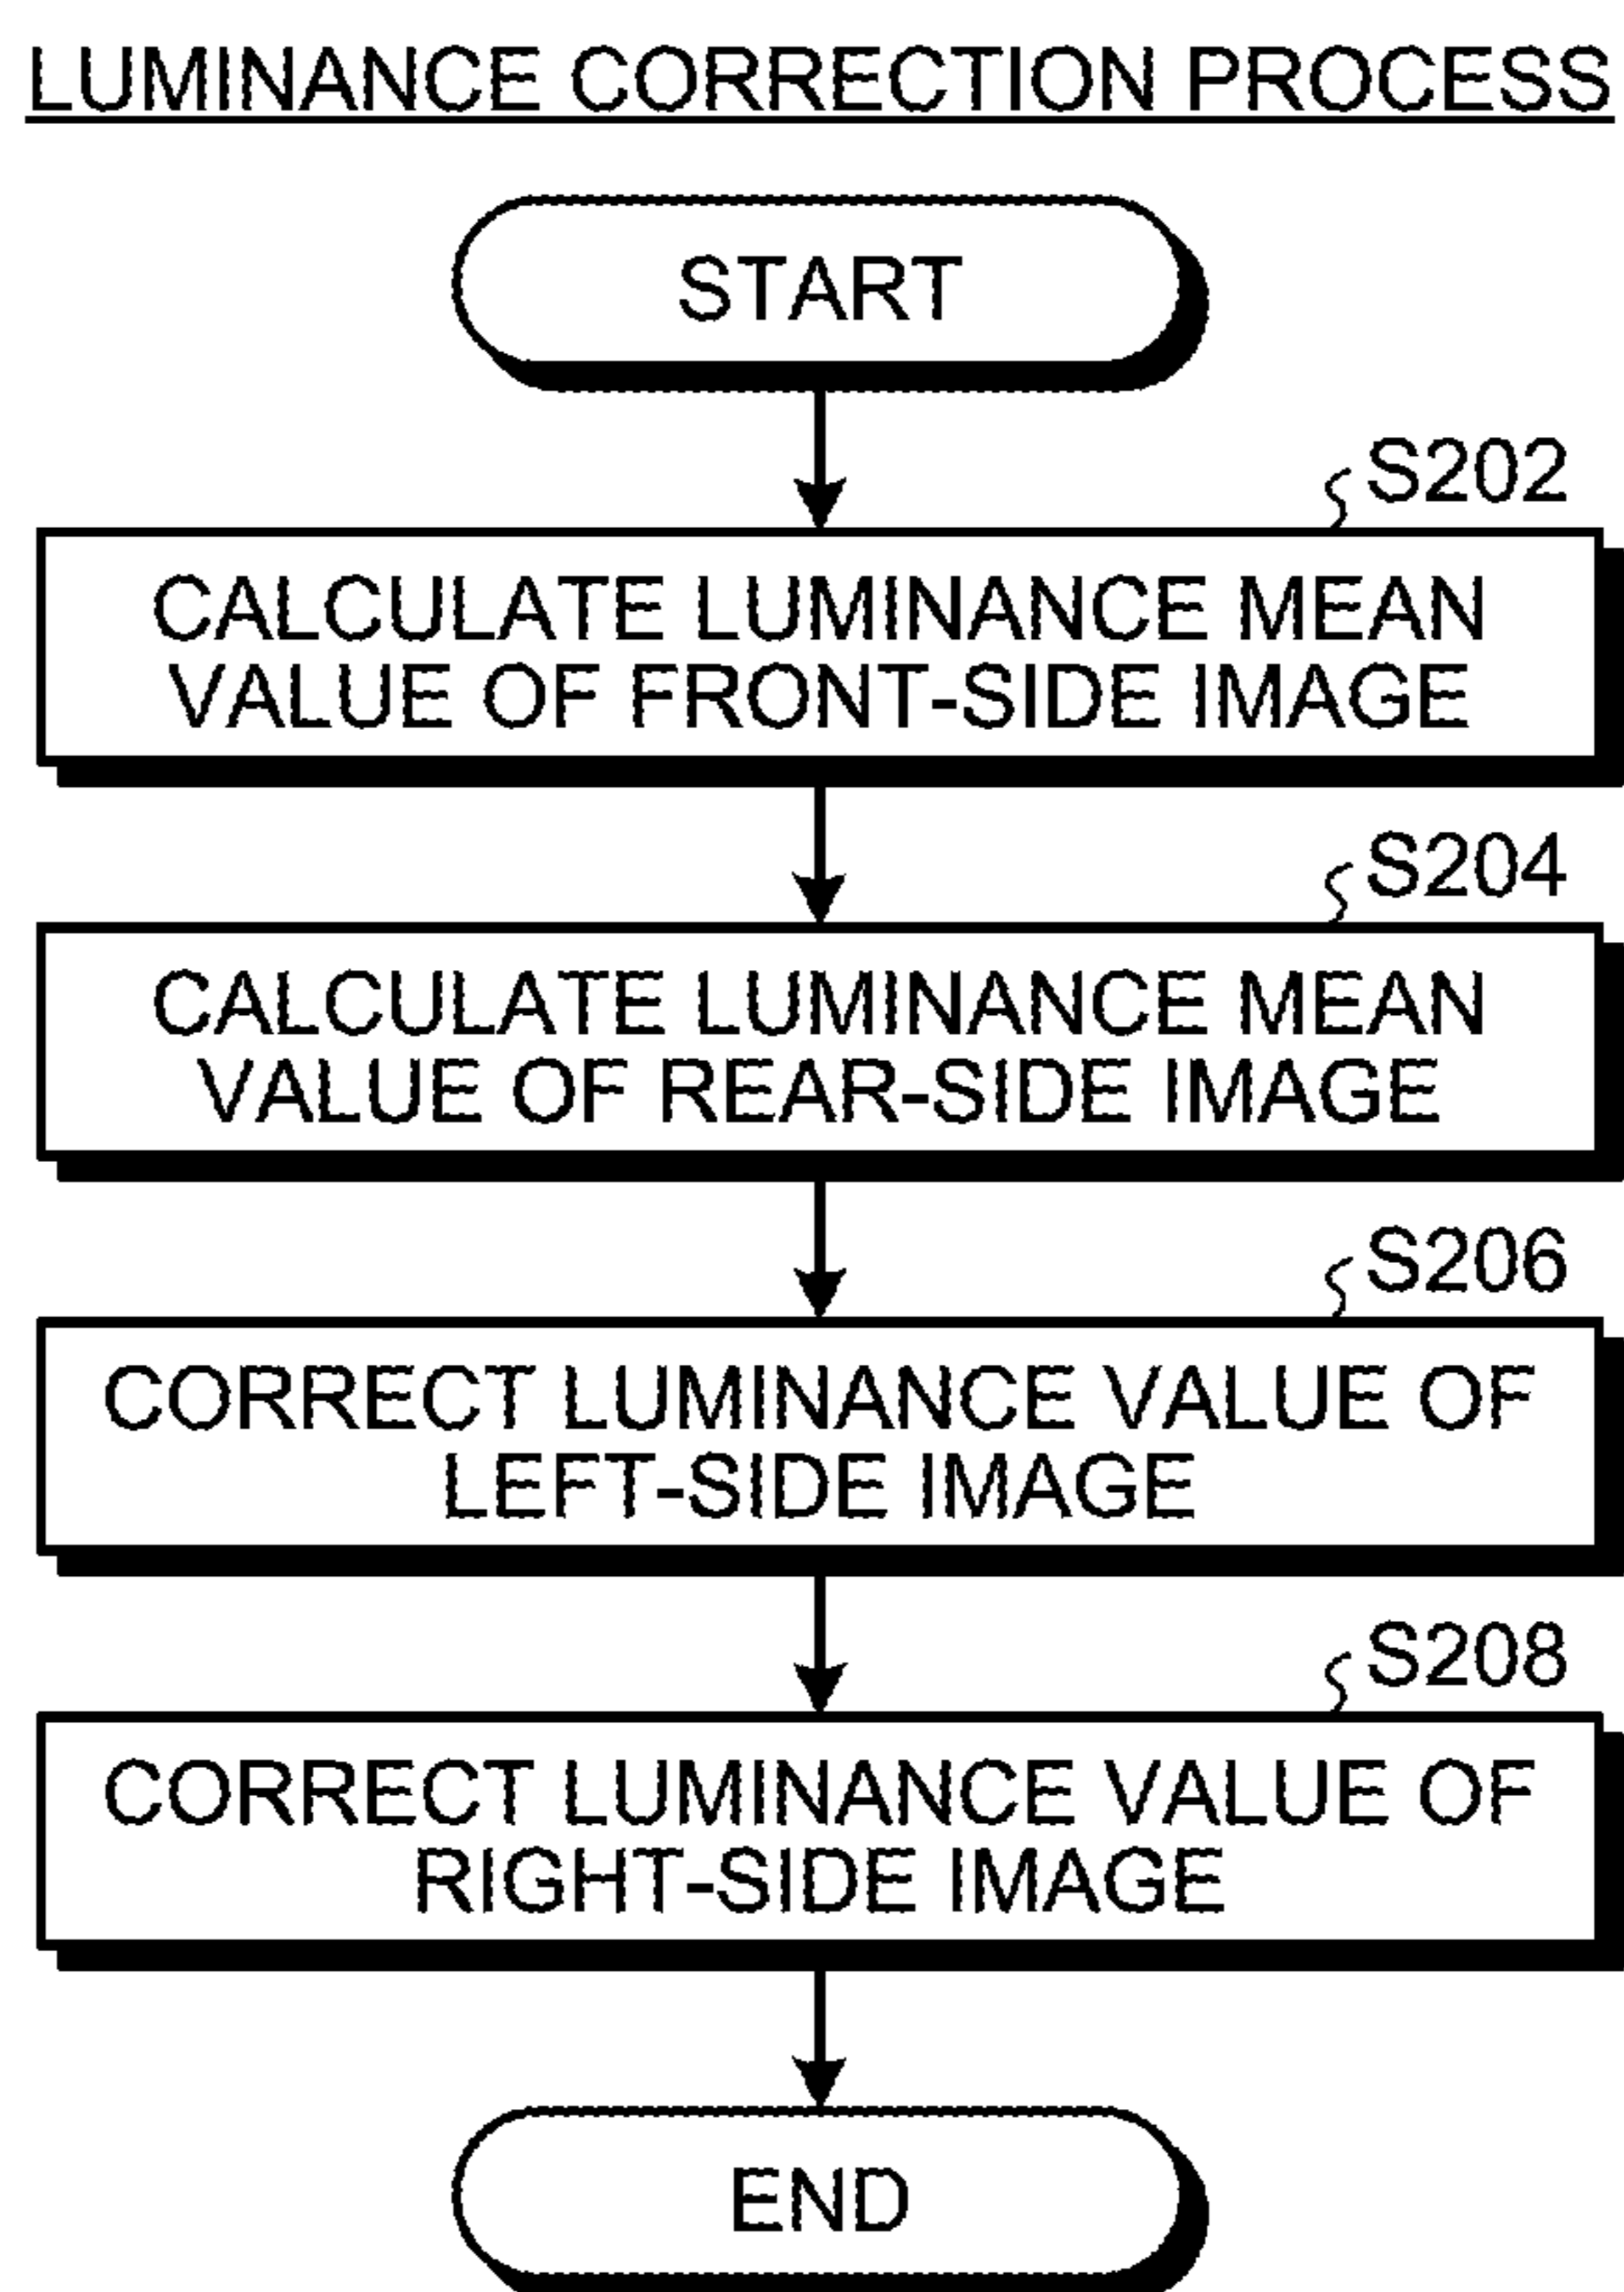 LUMINANCE CORRECTION PROCESS
START
S202
CALCULATE LUMINANCE MEAN
VALUE OF FRONT-SIDE IMAGE
S204
CALCULATE LUMINANCE MEAN
VALUE OF REAR-SIDE IMAGE
S206
CORRECT LUMINANCE VALUE OF
LEFT-SIDE IMAGE
S208
CORRECT LUMINANCE VALUE OF
RIGHT-SIDE IMAGE
END